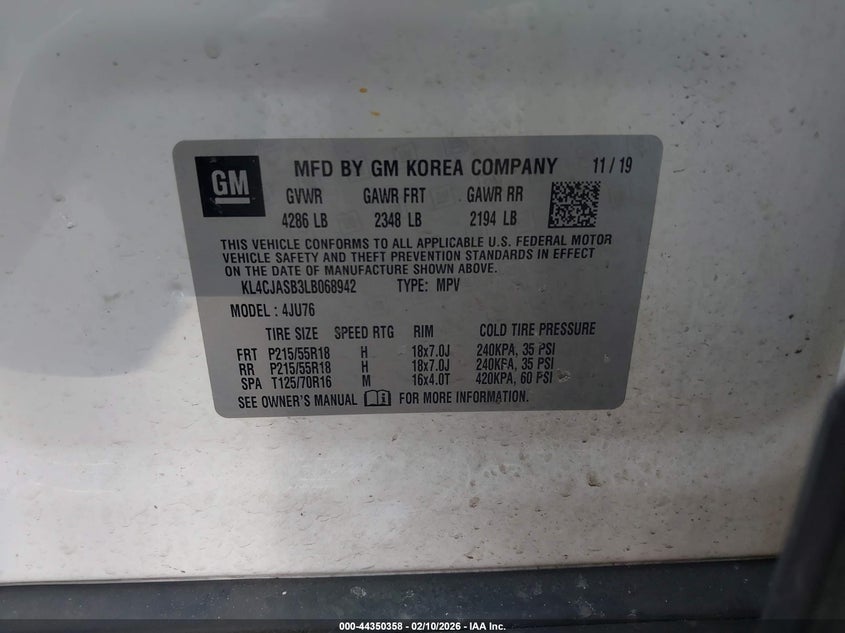 GM MFD BY GM KOREA COMPANY 11 / 19
GVWR GAWR FRT GAWR RR
4286 LB 2348 LB 2194 LB
THIS VEHICLE CONFORMS TO ALL APPLICABLE U.S. FEDERAL MOTOR
VEHICLE SAFETY AND THEFT PREVENTION STANDARDS IN EFFECT
ON THE DATE OF MANUFACTURE SHOWN ABOVE.
KL4CJASB3LB068942 TYPE: MPV
MODEL : 4JU76
TIRE SIZE SPEED RTG RIM COLD TIRE PRESSURE
FRT P215/55R18 H 18x7.0J 240KPA, 35 PSI
RR P215/55R18 H 18x7.0J 240KPA, 35 PSI
SPA T125/70R16 M 16x4.0T 420KPA, 60 PSI
SEE OWNER'S MANUAL FOR MORE INFORMATION.
000-44350358 - 02/10/2026 - IAA Inc.